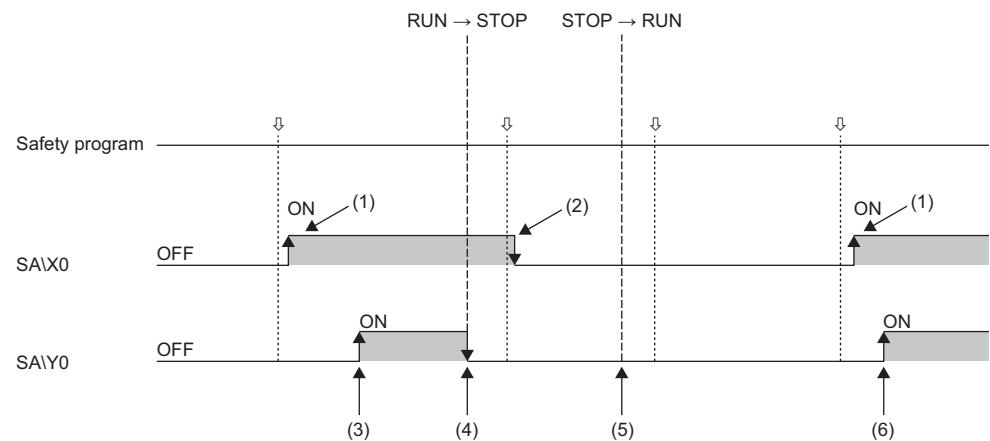 RUN → STOP STOP → RUN
Safety program
ON (1) (2) ON (1)
OFF
SA\X0
ON ON
OFF
SA\Y0
(3) (4) (5) (6)